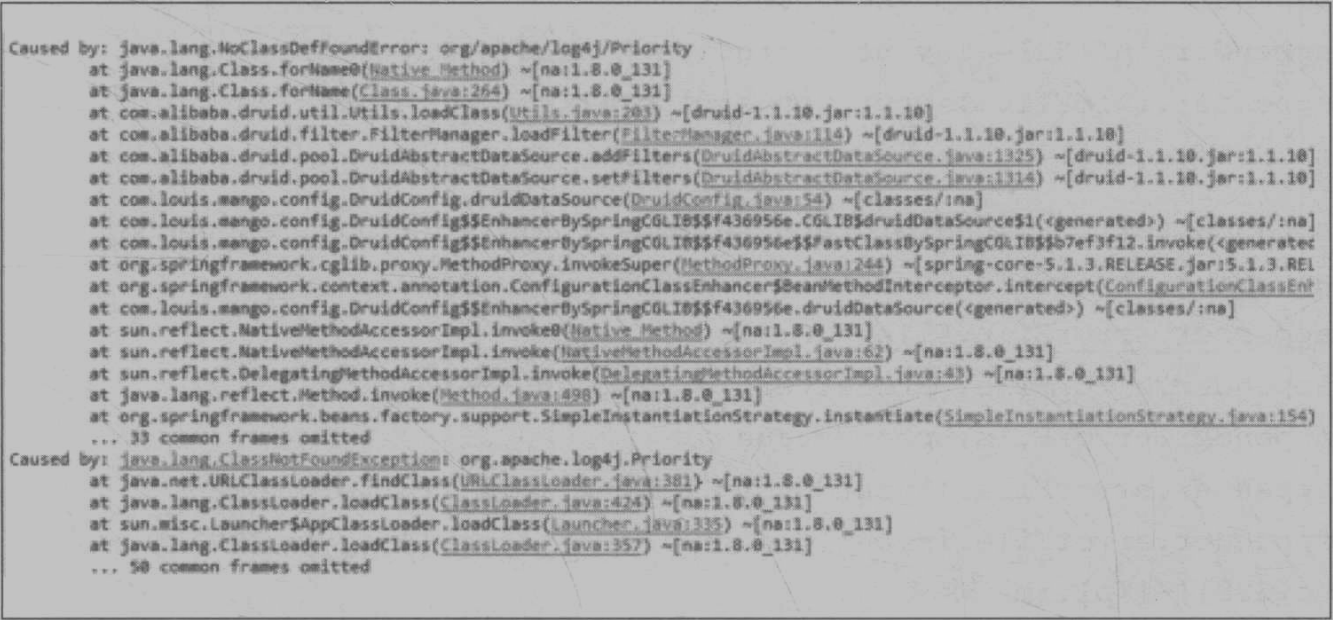 Caused by: java.lang.NoClassDefFoundError: org/apache/log4j/Priority
at java.lang.Class.forName0(Native Method) ~[na:1.8.0_131]
at java.lang.Class.forName(Class.java:264) ~[na:1.8.0_131]
at com.alibaba.druid.util.Utils.loadClass(Utils.java:203) ~[druid-1.1.10.jar:1.1.10]
at com.alibaba.druid.filter.FilterManager.loadFilter(FilterManager.java:114) ~[druid-1.1.10.jar:1.1.10]
at com.alibaba.druid.pool.DruidAbstractDataSource.addFilters(DruidAbstractDataSource.java:1325) ~[druid-1.1.10.jar:1.1.10]
at com.alibaba.druid.pool.DruidAbstractDataSource.setFilters(DruidAbstractDataSource.java:1314) ~[druid-1.1.10.jar:1.1.10]
at com.louis.mango.config.DruidConfig.druidDataSource(DruidConfig.java:54) ~[classes/:na]
at com.louis.mango.config.DruidConfig$$EnhancerBySpringCGLIB$$f436956e.CGLIB$druidDataSource$1(<generated>) ~[classes/:na]
at com.louis.mango.config.DruidConfig$$EnhancerBySpringCGLIB$$f436956e$$FastClassBySpringCGLIB$$b7ef3f12.invoke(<generated
at org.springframework.cglib.proxy.MethodProxy.invokeSuper(MethodProxy.java:244) ~[spring-core-5.1.3.RELEASE.jar:5.1.3.REL
at org.springframework.context.annotation.ConfigurationClassEnhancer$BeanMethodInterceptor.intercept(ConfigurationClassEnh
at com.louis.mango.config.DruidConfig$$EnhancerBySpringCGLIB$$f436956e.druidDataSource(<generated>) ~[classes/:na]
at sun.reflect.NativeMethodAccessorImpl.invoke0(Native Method) ~[na:1.8.0_131]
at sun.reflect.NativeMethodAccessorImpl.invoke(NativeMethodAccessorImpl.java:62) ~[na:1.8.0_131]
at sun.reflect.DelegatingMethodAccessorImpl.invoke(DelegatingMethodAccessorImpl.java:43) ~[na:1.8.0_131]
at java.lang.reflect.Method.invoke(Method.java:498) ~[na:1.8.0_131]
at org.springframework.beans.factory.support.SimpleInstantiationStrategy.instantiate(SimpleInstantiationStrategy.java:154)
... 33 common frames omitted
Caused by: java.lang.ClassNotFoundException: org.apache.log4j.Priority
at java.net.URLClassLoader.findClass(URLClassLoader.java:381) ~[na:1.8.0_131]
at java.lang.ClassLoader.loadClass(ClassLoader.java:424) ~[na:1.8.0_131]
at sun.misc.Launcher$AppClassLoader.loadClass(Launcher.java:335) ~[na:1.8.0_131]
at java.lang.ClassLoader.loadClass(ClassLoader.java:357) ~[na:1.8.0_131]
... 50 common frames omitted